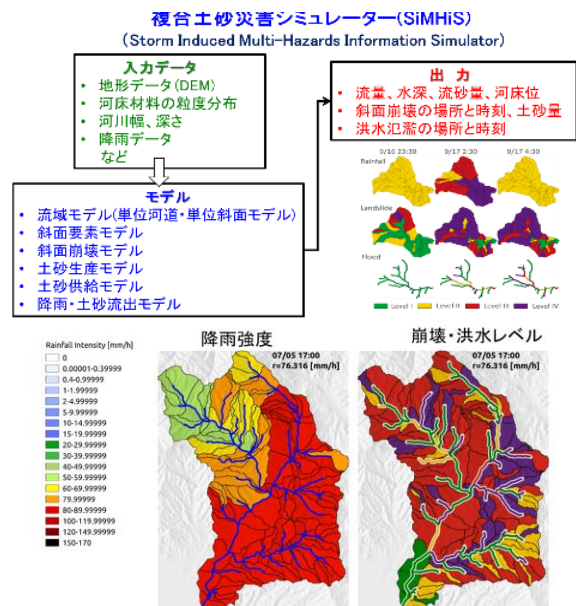 複合土砂災害シミュレーター(SiMHiS)
(Storm Induced Multi-Hazards Information Simulator)
入力データ
• 地形データ(DEM)
• 河床材料の粒度分布
• 河川幅、深さ
• 降雨データ
など
出 力
• 流量、水深、流砂量、河床位
• 斜面崩壊の場所と時刻、土砂量
• 洪水氾濫の場所と時刻
モデル
• 流域モデル(単位河道・単位斜面モデル)
• 斜面要素モデル
• 斜面崩壊モデル
• 土砂生産モデル
• 土砂供給モデル
• 降雨・土砂流出モデル
9/16 23:30 9/17 2:30 9/17 4:30
Rainfall
Landslide
Flood
Level I Level II Level III Level IV
降雨強度
崩壊・洪水レベル
Rainfall Intensity [mm/h]
0
0.00001-0.39999
0.4-0.99999
1-1.99999
2-4.99999
5-9.99999
10-14.99999
15-19.99999
20-29.99999
30-39.99999
40-49.99999
50-59.99999
60-69.99999
79.99999
80-89.99999
100-119.99999
120-149.99999
150-170
07/05 17:00
r=76.316 [mm/h]
07/05 17:00
r=76.316 [mm/h]